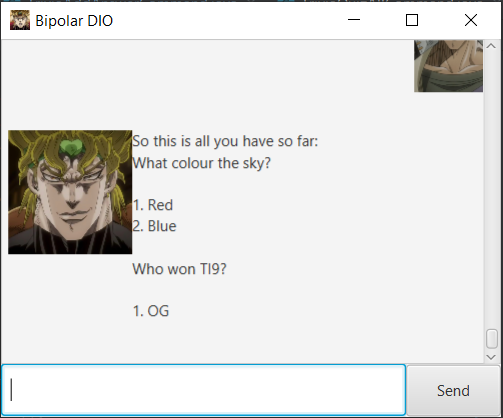 Bipolar DIO
So this is all you have so far:
What colour the sky?
1. Red
2. Blue
Who won TI9?
1. OG
Send